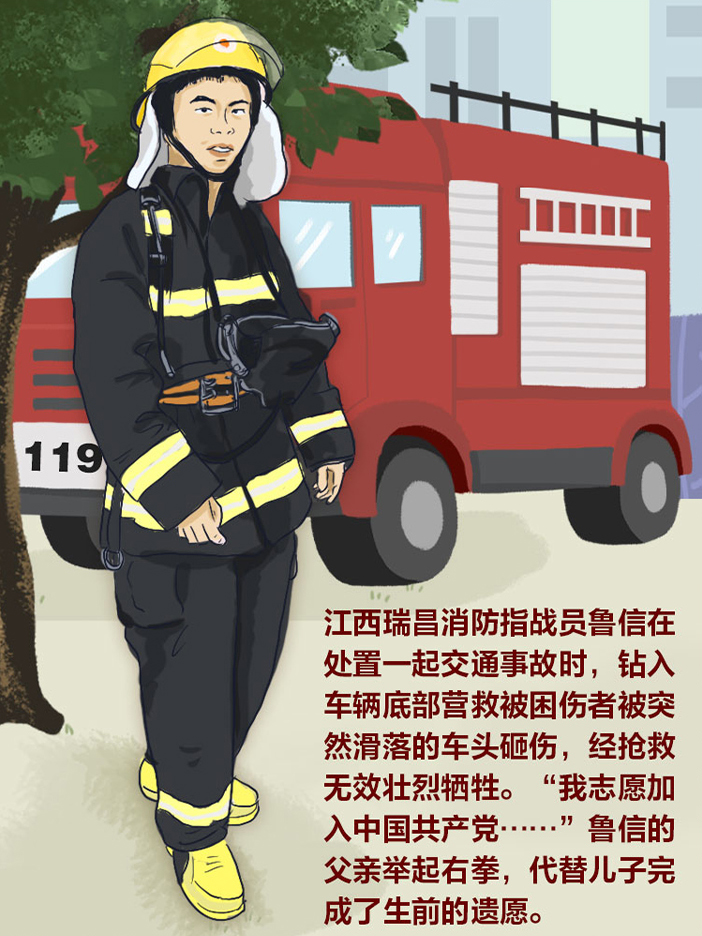 119
江西瑞昌消防指战员鲁信在
处置一起交通事故时，钻入
车辆底部营救被困伤者被突
然滑落的车头砸伤，经抢救
无效壮烈牺牲。“我志愿加
入中国共产党……”鲁信的
父亲举起右拳，代替儿子完
成了生前的遗愿。